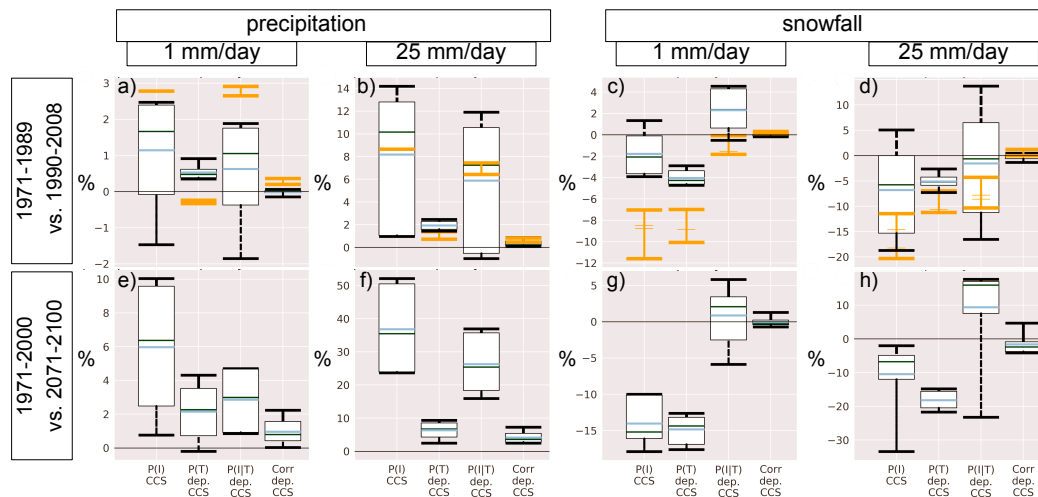 precipitation
snowfall
1 mm/day
25 mm/day
1 mm/day
25 mm/day
1971-1989
vs. 1990-2008
%
a)
3
2
1
0
−1
−2
%
b)
14
12
10
8
6
4
2
0
%
c)
4
2
0
−2
−4
−6
−8
−10
−12
%
d)
10
5
0
−5
−10
−15
−20
1971-2000
vs. 2071-2100
%
e)
10
8
6
4
2
0
%
f)
50
40
30
20
10
0
%
g)
5
0
−5
−10
−15
%
h)
10
0
−10
−20
−30
P(I)
CCS
P(T)
dep.
CCS
P(I|T)
dep.
CCS
Corr
dep.
CCS
P(I)
CCS
P(T)
dep.
CCS
P(I|T)
dep.
CCS
Corr
dep.
CCS
P(I)
CCS
P(T)
dep.
CCS
P(I|T)
dep.
CCS
Corr
dep.
CCS
P(I)
CCS
P(T)
dep.
CCS
P(I|T)
dep.
CCS
Corr
dep.
CCS